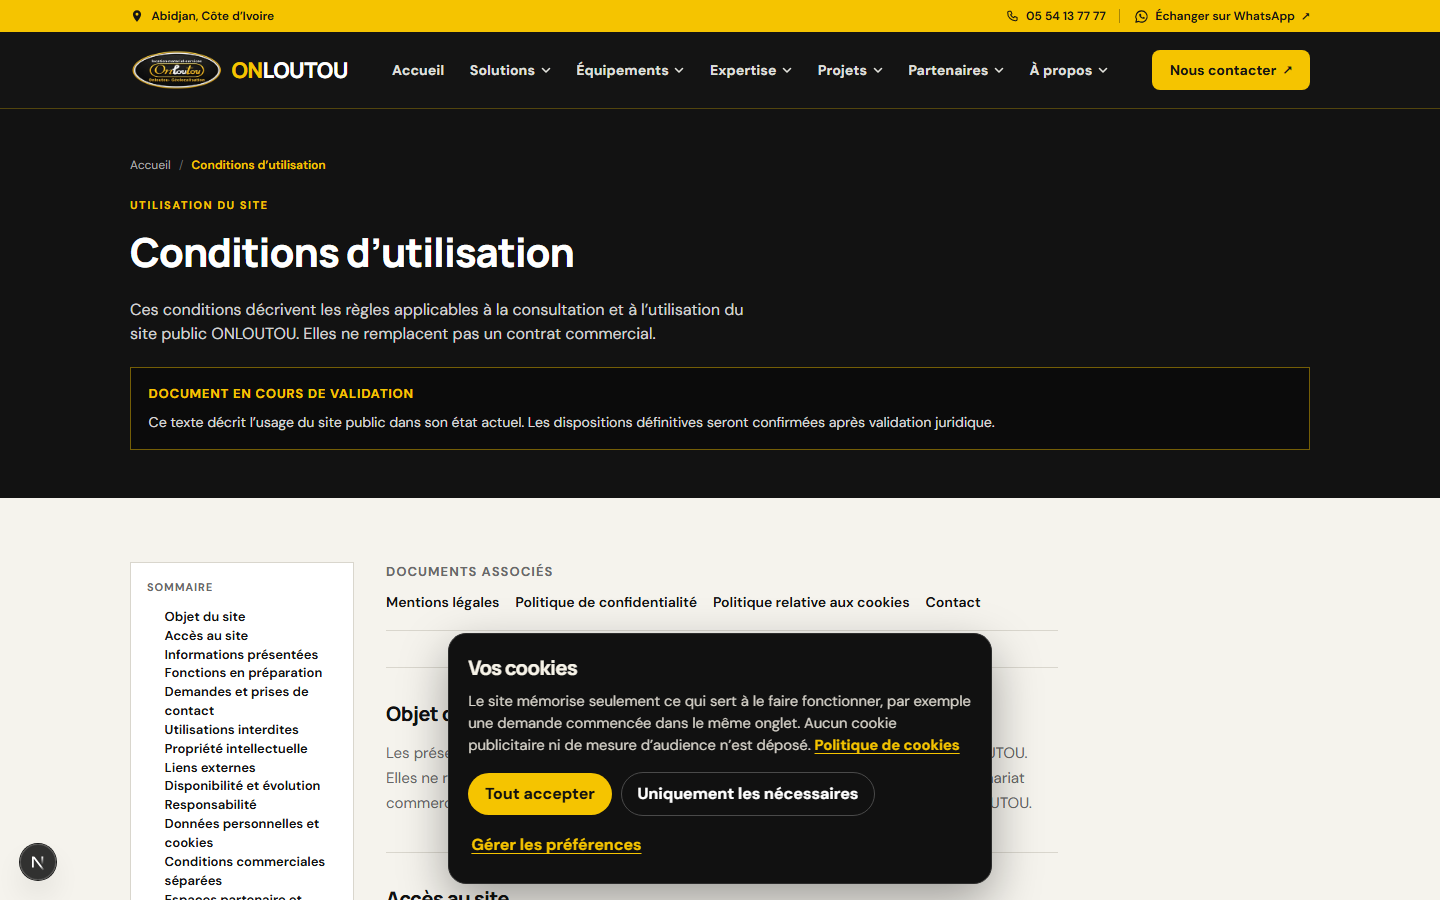 Abidjan, Côte d’Ivoire
05 54 13 77 77
Échanger sur WhatsApp ↗
Onloutou
ONLOUTOU
Accueil
Solutions
Équipements
Expertise
Projets
Partenaires
À propos
Nous contacter ↗
Accueil / Conditions d’utilisation
UTILISATION DU SITE
Conditions d’utilisation
Ces conditions décrivent les règles applicables à la consultation et à l’utilisation du
site public ONLOUTOU. Elles ne remplacent pas un contrat commercial.
DOCUMENT EN COURS DE VALIDATION
Ce texte décrit l’usage du site public dans son état actuel. Les dispositions définitives seront confirmées après validation juridique.
SOMMAIRE
Objet du site
Accès au site
Informations présentées
Fonctions en préparation
Demandes et prises de
contact
Utilisations interdites
Propriété intellectuelle
Liens externes
Disponibilité et évolution
Responsabilité
Données personnelles et
cookies
Conditions commerciales
séparées
Espaces partenaire et
DOCUMENTS ASSOCIÉS
Mentions légales
Politique de confidentialité
Politique relative aux cookies
Contact
Objet
Les
Elles ne
Accès au site
Vos cookies
Le site mémorise seulement ce qui sert à le faire fonctionner, par exemple
une demande commencée dans le même onglet. Aucun cookie
publicitaire ni de mesure d’audience n’est déposé. Politique de cookies
Tout accepter
Uniquement les nécessaires
Gérer les préférences
N